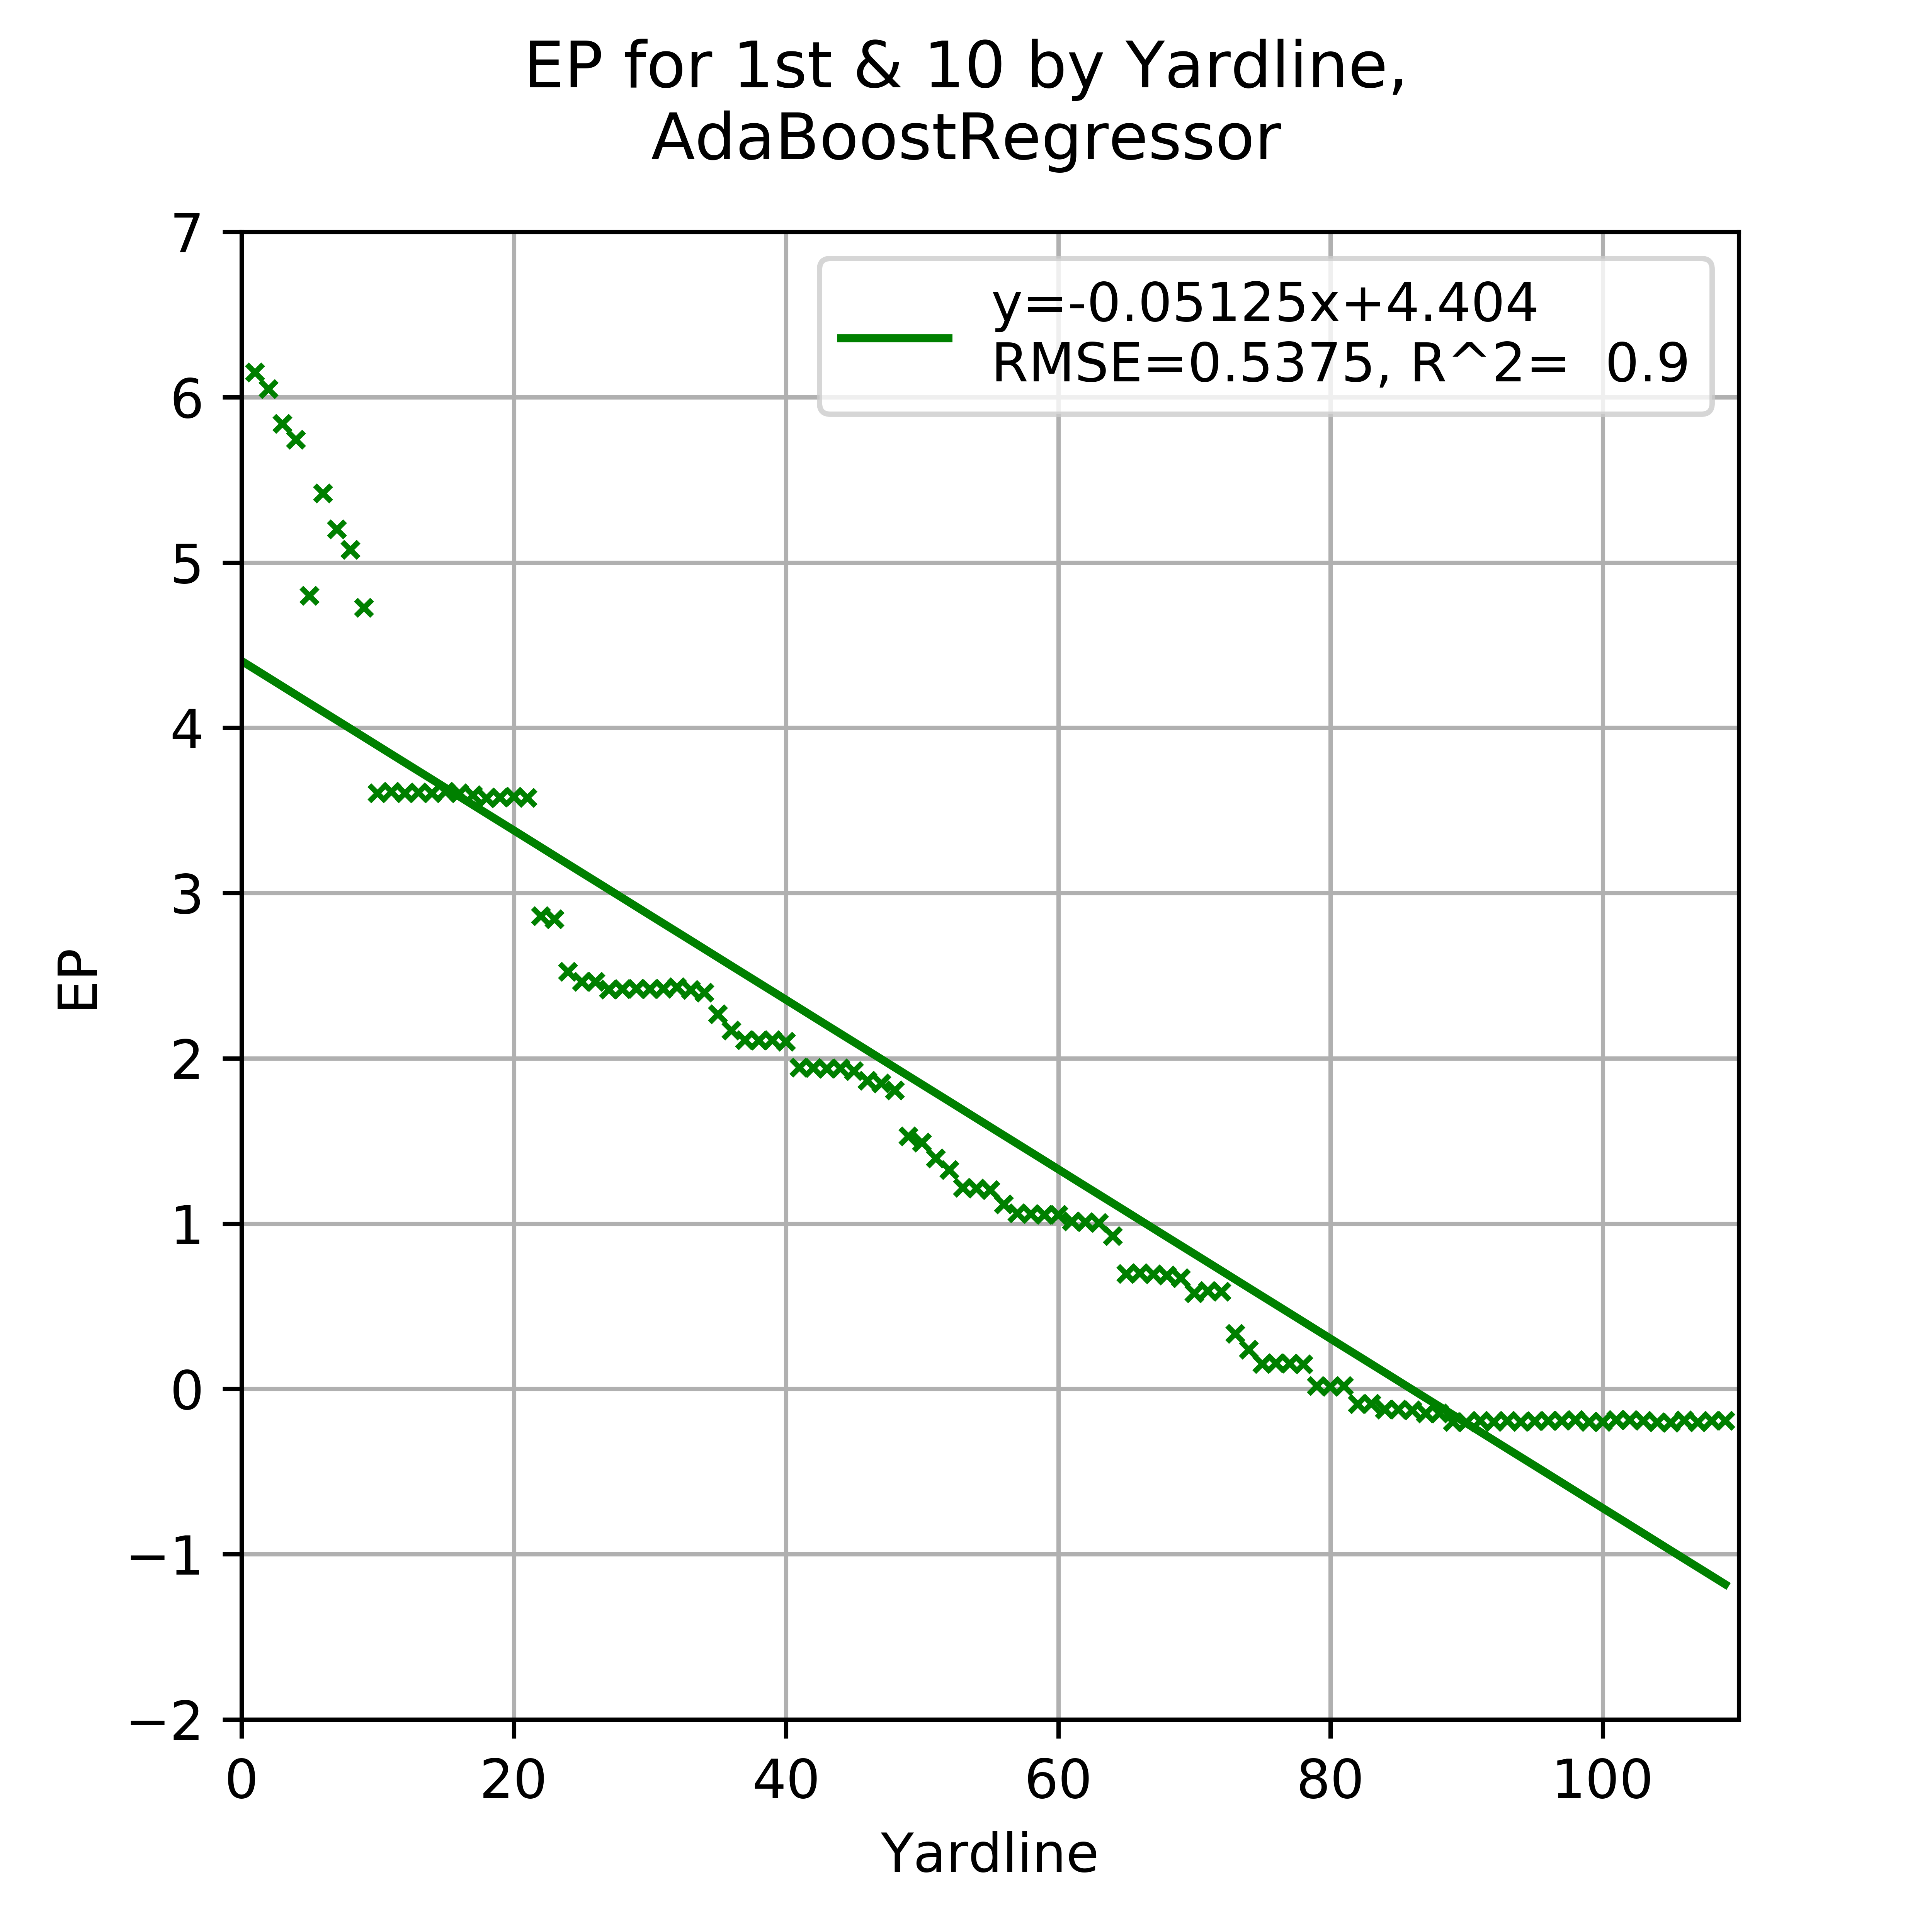 EP for 1st & 10 by Yardline,
AdaBoostRegressor
y=-0.05125x+4.404
RMSE=0.5375, R^2=  0.9
7
6
5
4
3
2
1
0
−1
−2
EP
0 20 40 60 80 100
Yardline